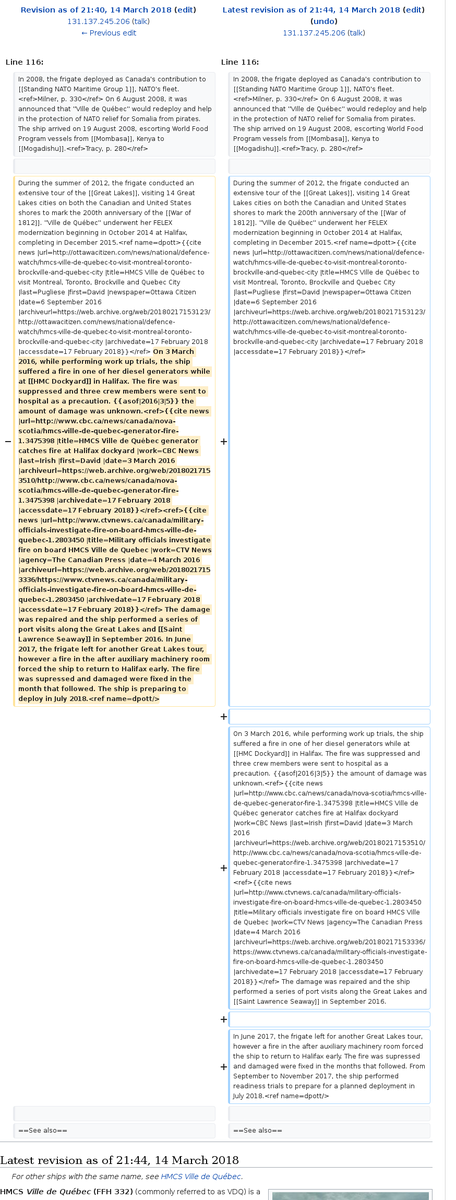 Revision as of 21:40, 14 March 2018 (edit)
131.137.245.206 (talk)
← Previous edit
Latest revision as of 21:44, 14 March 2018 (edit)
(undo)
131.137.245.206 (talk)
Line 116:
In 2008, the frigate deployed as Canada's contribution to
[[Standing NATO Maritime Group 1]], NATO's fleet.
<ref>Milner, p. 330</ref> On 6 August 2008, it was
announced that ''Ville de Québec'' would redeploy and help
in the protection of NATO relief for Somalia from pirates.
The ship arrived on 19 August 2008, escorting World Food
Program vessels from [[Mombasa]], Kenya to
[[Mogadishu]].<ref>Tracy, p. 280</ref>
Line 116:
In 2008, the frigate deployed as Canada's contribution to
[[Standing NATO Maritime Group 1]], NATO's fleet.
<ref>Milner, p. 330</ref> On 6 August 2008, it was
announced that ''Ville de Québec'' would redeploy and help
in the protection of NATO relief for Somalia from pirates.
The ship arrived on 19 August 2008, escorting World Food
Program vessels from [[Mombasa]], Kenya to
[[Mogadishu]].<ref>Tracy, p. 280</ref>
−
During the summer of 2012, the frigate conducted an
extensive tour of the [[Great Lakes]], visiting 14 Great
Lakes cities on both the Canadian and United States
shores to mark the 200th anniversary of the [[War of
1812]]. ''Ville de Québec'' underwent her FELEX
modernization beginning in October 2014 at Halifax,
completing in December 2015.<ref name=dpott>{{cite
news |url=http://ottawacitizen.com/news/national/defence-
watch/hmcs-ville-de-quebec-to-visit-montreal-toronto-
brockville-and-quebec-city |title=HMCS Ville de Québec to
visit Montreal, Toronto, Brockville and Quebec City
|last=Pugliese |first=David |newspaper=Ottawa Citizen
|date=6 September 2016
|archiveurl=https://web.archive.org/web/20180217153123/
http://ottawacitizen.com/news/national/defence-
watch/hmcs-ville-de-quebec-to-visit-montreal-toronto-
brockville-and-quebec-city |archivedate=17 February 2018
|accessdate=17 February 2018}}</ref> On 3 March
2016, while performing work up trials, the ship
suffered a fire in one of her diesel generators while
at [[HMC Dockyard]] in Halifax. The fire was
suppressed and three crew members were sent to
hospital as a precaution. {{asof|2016|3|5}} the
amount of damage was unknown.<ref>{{cite news
|url=http://www.cbc.ca/news/canada/nova-
scotia/hmcs-ville-de-quebec-generator-fire-
1.3475398 |title=HMCS Ville de Québec generator
catches fire at Halifax dockyard |work=CBC News
|last=Irish |first=David |date=3 March 2016
|archiveurl=https://web.archive.org/web/2018021715
3510/http://www.cbc.ca/news/canada/nova-
scotia/hmcs-ville-de-quebec-generator-fire-
1.3475398 |archivedate=17 February 2018
|accessdate=17 February 2018}}</ref><ref>{{cite
news |url=http://www.ctvnews.ca/canada/military-
officials-investigate-fire-on-board-hmcs-ville-de-
quebec-1.2803450 |title=Military officials investigate
fire on board HMCS Ville de Quebec |work=CTV News
|agency=The Canadian Press |date=4 March 2016
|archiveurl=https://web.archive.org/web/2018021715
3336/https://www.ctvnews.ca/canada/military-
officials-investigate-fire-on-board-hmcs-ville-de-
quebec-1.2803450 |archivedate=17 February 2018
|accessdate=17 February 2018}}</ref> The damage
was repaired and the ship performed a series of
port visits along the Great Lakes and [[Saint
Lawrence Seaway]] in September 2016. In June
2017, the frigate left for another Great Lakes tour,
however a fire in the after auxiliary machinery room
forced the ship to return to Halifax early. The fire
was supressed and damaged were fixed in the
month that followed. The ship is preparing to
deploy in July 2018.<ref name=dpott/>
+
During the summer of 2012, the frigate conducted an
extensive tour of the [[Great Lakes]], visiting 14 Great
Lakes cities on both the Canadian and United States
shores to mark the 200th anniversary of the [[War of
1812]]. ''Ville de Québec'' underwent her FELEX
modernization beginning in October 2014 at Halifax,
completing in December 2015.<ref name=dpott>{{cite
news |url=http://ottawacitizen.com/news/national/defence-
watch/hmcs-ville-de-quebec-to-visit-montreal-toronto-
brockville-and-quebec-city |title=HMCS Ville de Québec to
visit Montreal, Toronto, Brockville and Quebec City
|last=Pugliese |first=David |newspaper=Ottawa Citizen
|date=6 September 2016
|archiveurl=https://web.archive.org/web/20180217153123/
http://ottawacitizen.com/news/national/defence-
watch/hmcs-ville-de-quebec-to-visit-montreal-toronto-
brockville-and-quebec-city |archivedate=17 February 2018
|accessdate=17 February 2018}}</ref>
+
+
On 3 March 2016, while performing work up trials, the ship
suffered a fire in one of her diesel generators while at
[[HMC Dockyard]] in Halifax. The fire was suppressed and
three crew members were sent to hospital as a
precaution. {{asof|2016|3|5}} the amount of damage was
unknown.<ref>{{cite news
|url=http://www.cbc.ca/news/canada/nova-scotia/hmcs-ville-
de-quebec-generator-fire-1.3475398 |title=HMCS Ville de
Québec generator catches fire at Halifax dockyard
|work=CBC News |last=Irish |first=David |date=3 March
2016
|archiveurl=https://web.archive.org/web/20180217153510/
http://www.cbc.ca/news/canada/nova-scotia/hmcs-ville-de-
quebec-generator-fire-1.3475398 |archivedate=17
February 2018 |accessdate=17 February 2018}}</ref>
<ref>{{cite news
|url=http://www.ctvnews.ca/canada/military-officials-
investigate-fire-on-board-hmcs-ville-de-quebec-1.2803450
|title=Military officials investigate fire on board HMCS Ville
de Quebec |work=CTV News |agency=The Canadian Press
|date=4 March 2016
|archiveurl=https://web.archive.org/web/20180217153336/
https://www.ctvnews.ca/canada/military-officials-investigate-
fire-on-board-hmcs-ville-de-quebec-1.2803450
|archivedate=17 February 2018 |accessdate=17 February
2018}}</ref> The damage was repaired and the ship
performed a series of port visits along the Great Lakes and
[[Saint Lawrence Seaway]] in September 2016.
+
+
In June 2017, the frigate left for another Great Lakes tour,
however a fire in the after auxiliary machinery room forced
the ship to return to Halifax early. The fire was supressed
and damaged were fixed in the months that followed. From
September to November 2017, the ship performed
readiness trials to prepare for a planned deployment in
July 2018.<ref name=dpott/>
==See also==
==See also==
Latest revision as of 21:44, 14 March 2018
For other ships with the same name, see HMCS Ville de Québec.
HMCS Ville de Québec (FFH 332) (commonly referred to as VDQ) is a